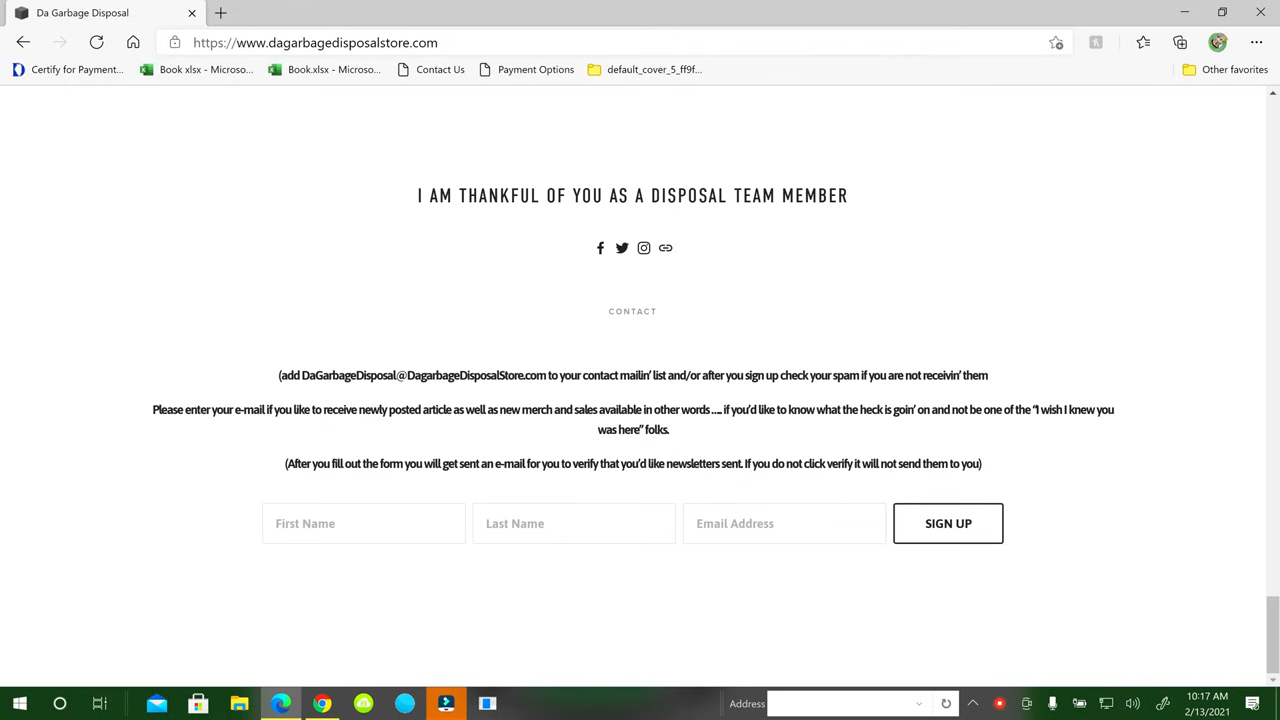 Da Garbage Disposal
https://www.dagarbagedisposalstore.com
Certify for Payment... Book xlsx - Microso... Book.xlsx - Microso... Contact Us Payment Options default_cover_5_ff9f... Other favorites
I AM THANKFUL OF YOU AS A DISPOSAL TEAM MEMBER
CONTACT
(add DaGarbageDisposal@DagarbageDisposalStore.com to your contact mailin’ list and/or after you sign up check your spam if you are not receivin’ them
Please enter your e-mail if you like to receive newly posted article as well as new merch and sales available in other words .... if you’d like to know what the heck is goin’ on and not be one of the “I wish I knew you
was here” folks.
(After you fill out the form you will get sent an e-mail for you to verify that you’d like newsletters sent. If you do not click verify it will not send them to you)
First Name Last Name Email Address SIGN UP
Address
10:17 AM
2/13/2021